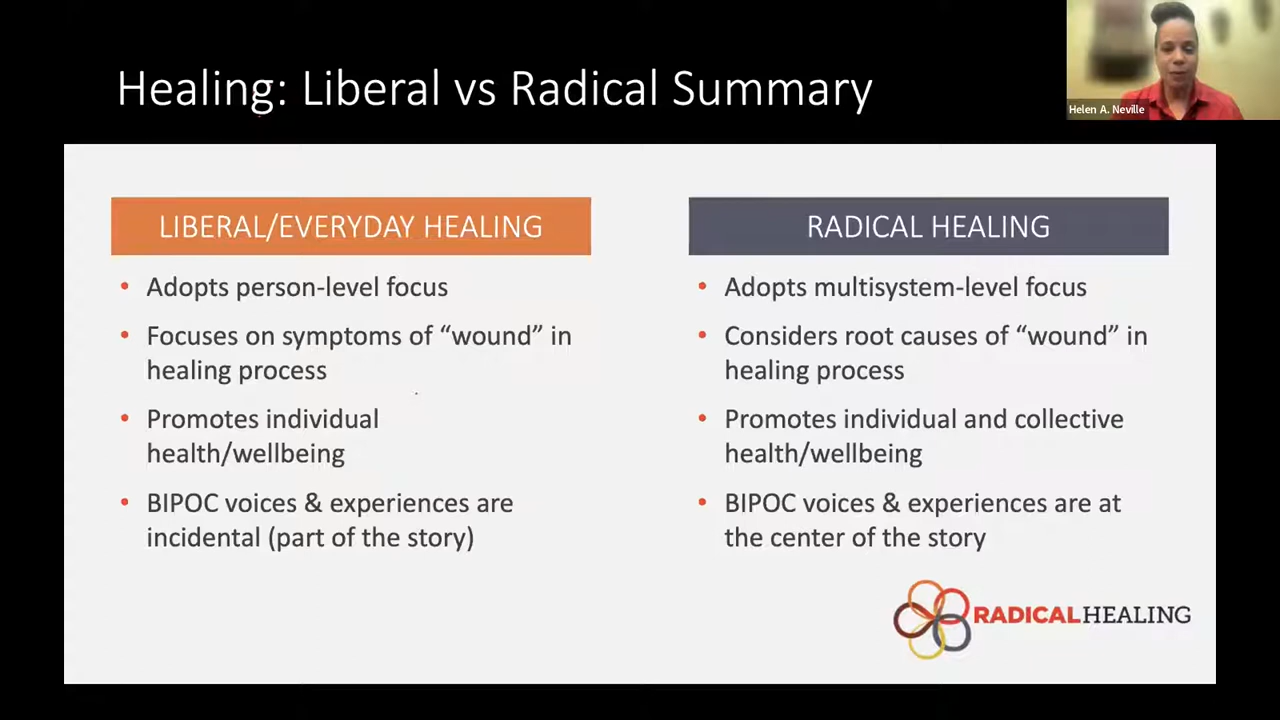 Healing: Liberal vs Radical Summary
Helen A. Neville
LIBERAL/EVERYDAY HEALING
• Adopts person-level focus
• Focuses on symptoms of “wound” in
healing process
• Promotes individual
health/wellbeing
• BIPOC voices & experiences are
incidental (part of the story)
RADICAL HEALING
• Adopts multisystem-level focus
• Considers root causes of “wound” in
healing process
• Promotes individual and collective
health/wellbeing
• BIPOC voices & experiences are at
the center of the story
RADICALHEALING